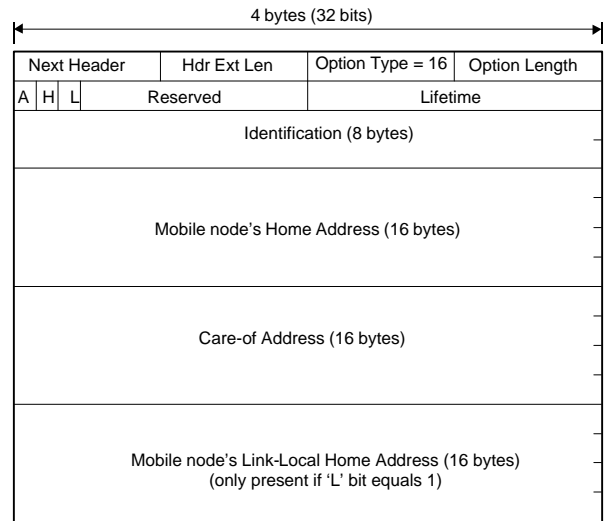 4 bytes (32 bits)
Next Header Hdr Ext Len Option Type = 16 Option Length
A H L Reserved Lifetime
Identification (8 bytes)
Mobile node's Home Address (16 bytes)
Care-of Address (16 bytes)
Mobile node's Link-Local Home Address (16 bytes)
(only present if 'L' bit equals 1)